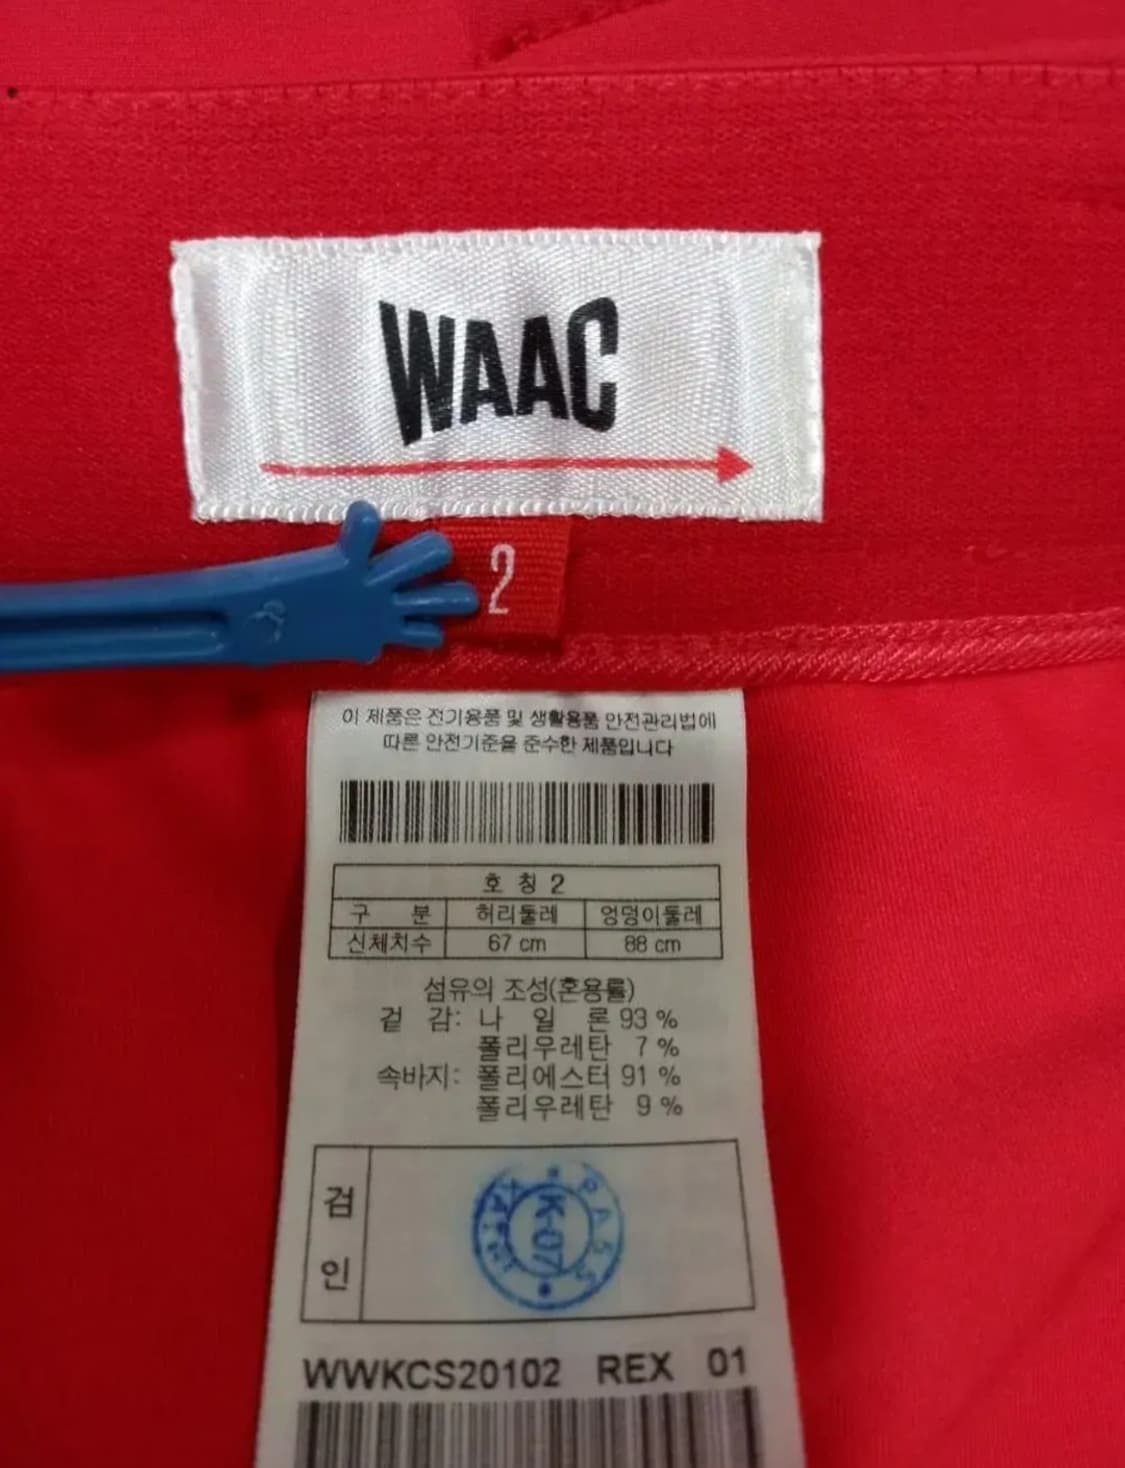 WAAC
2
이 제품은 전기용품 및 생활용품 안전관리법에
따른 안전기준을 준수한 제품입니다
호 칭 2
구 분 허리둘레 엉덩이둘레
신체치수 67 cm 88 cm
섬유의 조성(혼용률)
겉 감: 나 일 론 93 %
폴리우레탄 7 %
속바지: 폴리에스터 91 %
폴리우레탄 9 %
검
인
PASS
K-07
WWKCS20102 REX 01